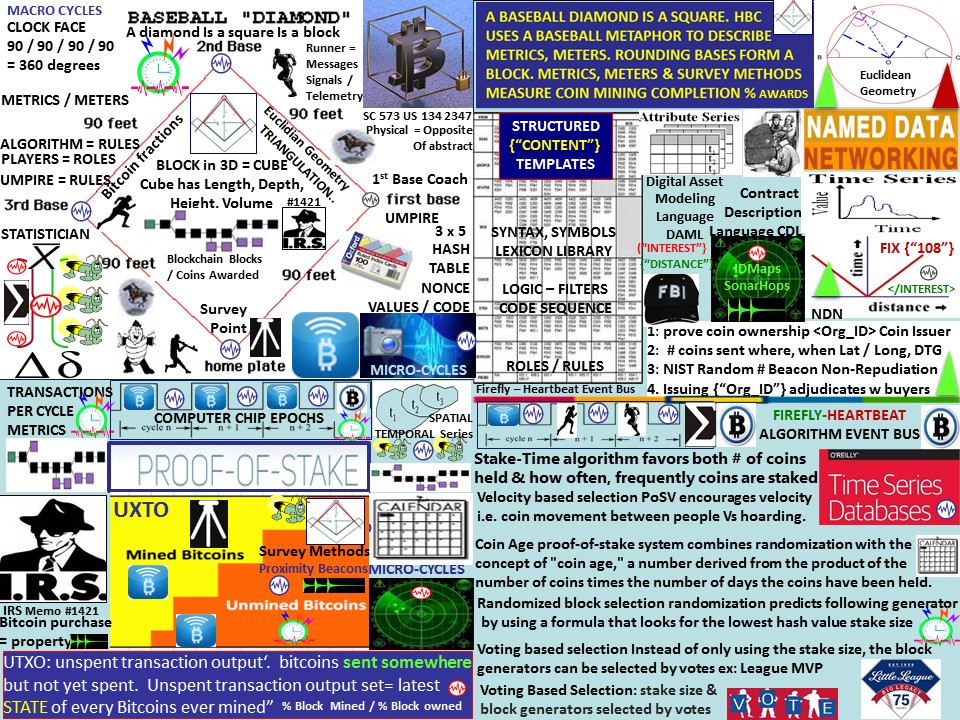 MACRO CYCLES
CLOCK FACE
90 / 90 / 90 / 90
= 360 degrees
BASEBALL "DIAMOND"
A diamond Is a square Is a block
2nd Base
Runner =
Messages
Signals /
Telemetry
METRICS / METERS
90 feet
90 feet
ALGORITHM = RULES
PLAYERS = ROLES
UMPIRE = RULES
3rd Base
Bitcoin fractions
Euclidean Geometry
TRIANGULATION..
BLOCK in 3D = CUBE
Cube has Length, Depth,
Height. Volume
#1421
I.R.S.
SC 573 US 134 2347
Physical = Opposite
Of abstract
1st Base Coach
first base
UMPIRE
3 x 5
HASH
TABLE
NONCE
VALUES / CODE
Oxford
STATISTICIAN
90 feet
Blockchain Blocks
/ Coins Awarded
90 feet
Survey
Point
home plate
X
Σ
Δ δ
MICRO-CYCLES
A BASEBALL DIAMOND IS A SQUARE. HBC
USES A BASEBALL METAPHOR TO DESCRIBE
METRICS, METERS. ROUNDING BASES FORM A
BLOCK. METRICS, METERS & SURVEY METHODS
MEASURE COIN MINING COMPLETION % AWARDS
Euclidean
Geometry
STRUCTURED
{“CONTENT”}
TEMPLATES
SYNTAX, SYMBOLS
LEXICON LIBRARY
LOGIC – FILTERS
CODE SEQUENCE
ROLES / RULES
Attribute Series
Digital Asset
Modeling
Language
DAML
Contract
Description
Language CDL
{“INTEREST”}
{“DISTANCE”}
FBI
IDMaps
SonarHops
NAMED DATA
NETWORKING
Time Series
Value
Time
FIX {“108”}
time
</INTEREST>
distance
NDN
1: prove coin ownership <Org_ID> Coin Issuer
2: # coins sent where, when Lat / Long, DTG
3: NIST Random # Beacon Non-Repudiation
4. Issuing {“Org_ID”} adjudicates w buyers
Firefly – Heartbeat Event Bus
TRANSACTIONS
PER CYCLE
METRICS
COMPUTER CHIP EPOCHS
cycle n
n + 1
n + 2
t1
t2
t3
SPATIAL
TEMPORAL Series
cycle n
n + 1
n + 2
Σ
FIREFLY-HEARTBEAT
ALGORITHM EVENT BUS
PROOF-OF-STAKE
Stake-Time algorithm favors both # of coins
held & how often, frequently coins are staked
Velocity based selection PoSV encourages velocity
i.e. coin movement between people Vs hoarding.
O'REILLY
Time Series
Databases
I.R.S.
IRS Memo #1421
Bitcoin purchase
= property
UXTO
Mined Bitcoins
Survey Methods
Proximity Beacons
Unmined Bitcoins
CALENDAR
MICRO-CYCLES
Coin Age proof-of-stake system combines randomization with the
concept of "coin age," a number derived from the product of the
number of coins times the number of days the coins have been held.
CALENDAR
Randomized block selection randomization predicts following generator
by using a formula that looks for the lowest hash value stake size
Voting based selection Instead of only using the stake size, the block
generators can be selected by votes ex: League MVP
Voting Based Selection: stake size &
block generators selected by votes
VOTE
Little League
BIG LEGACY
75
UTXO: unspent transaction output‘. bitcoins sent somewhere
but not yet spent. Unspent transaction output set= latest
STATE of every Bitcoins ever mined” % Block Mined / % Block owned